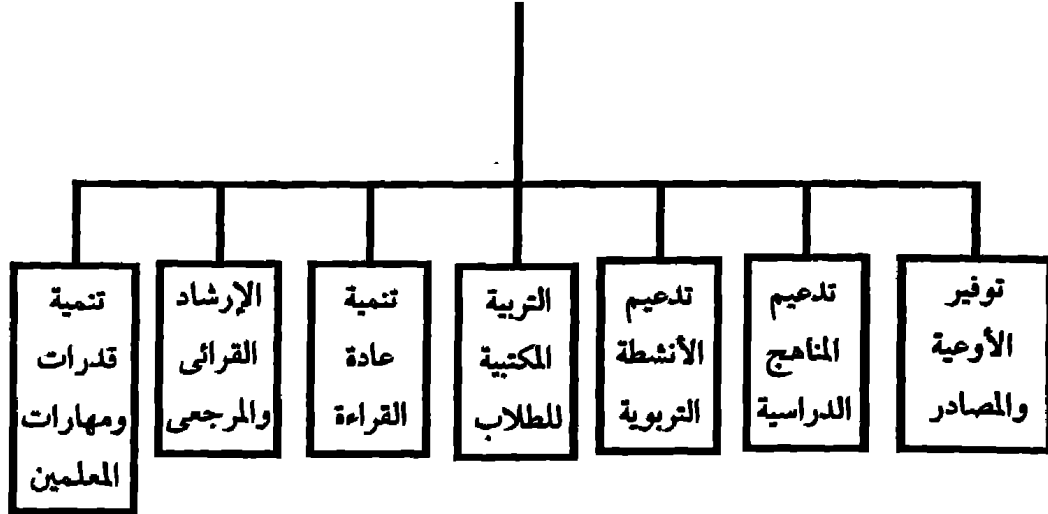 توفير
الأوعية
والمصادر
تدعيم
المناهج
الدراسية
تدعيم
الأنشطة
التربوية
التربية
المكتبية
للطلاب
تنمية
عادة
القراءة
الإرشاد
القرائى
والمرجعى
تنمية
قدرات
ومهارات
المعلمين